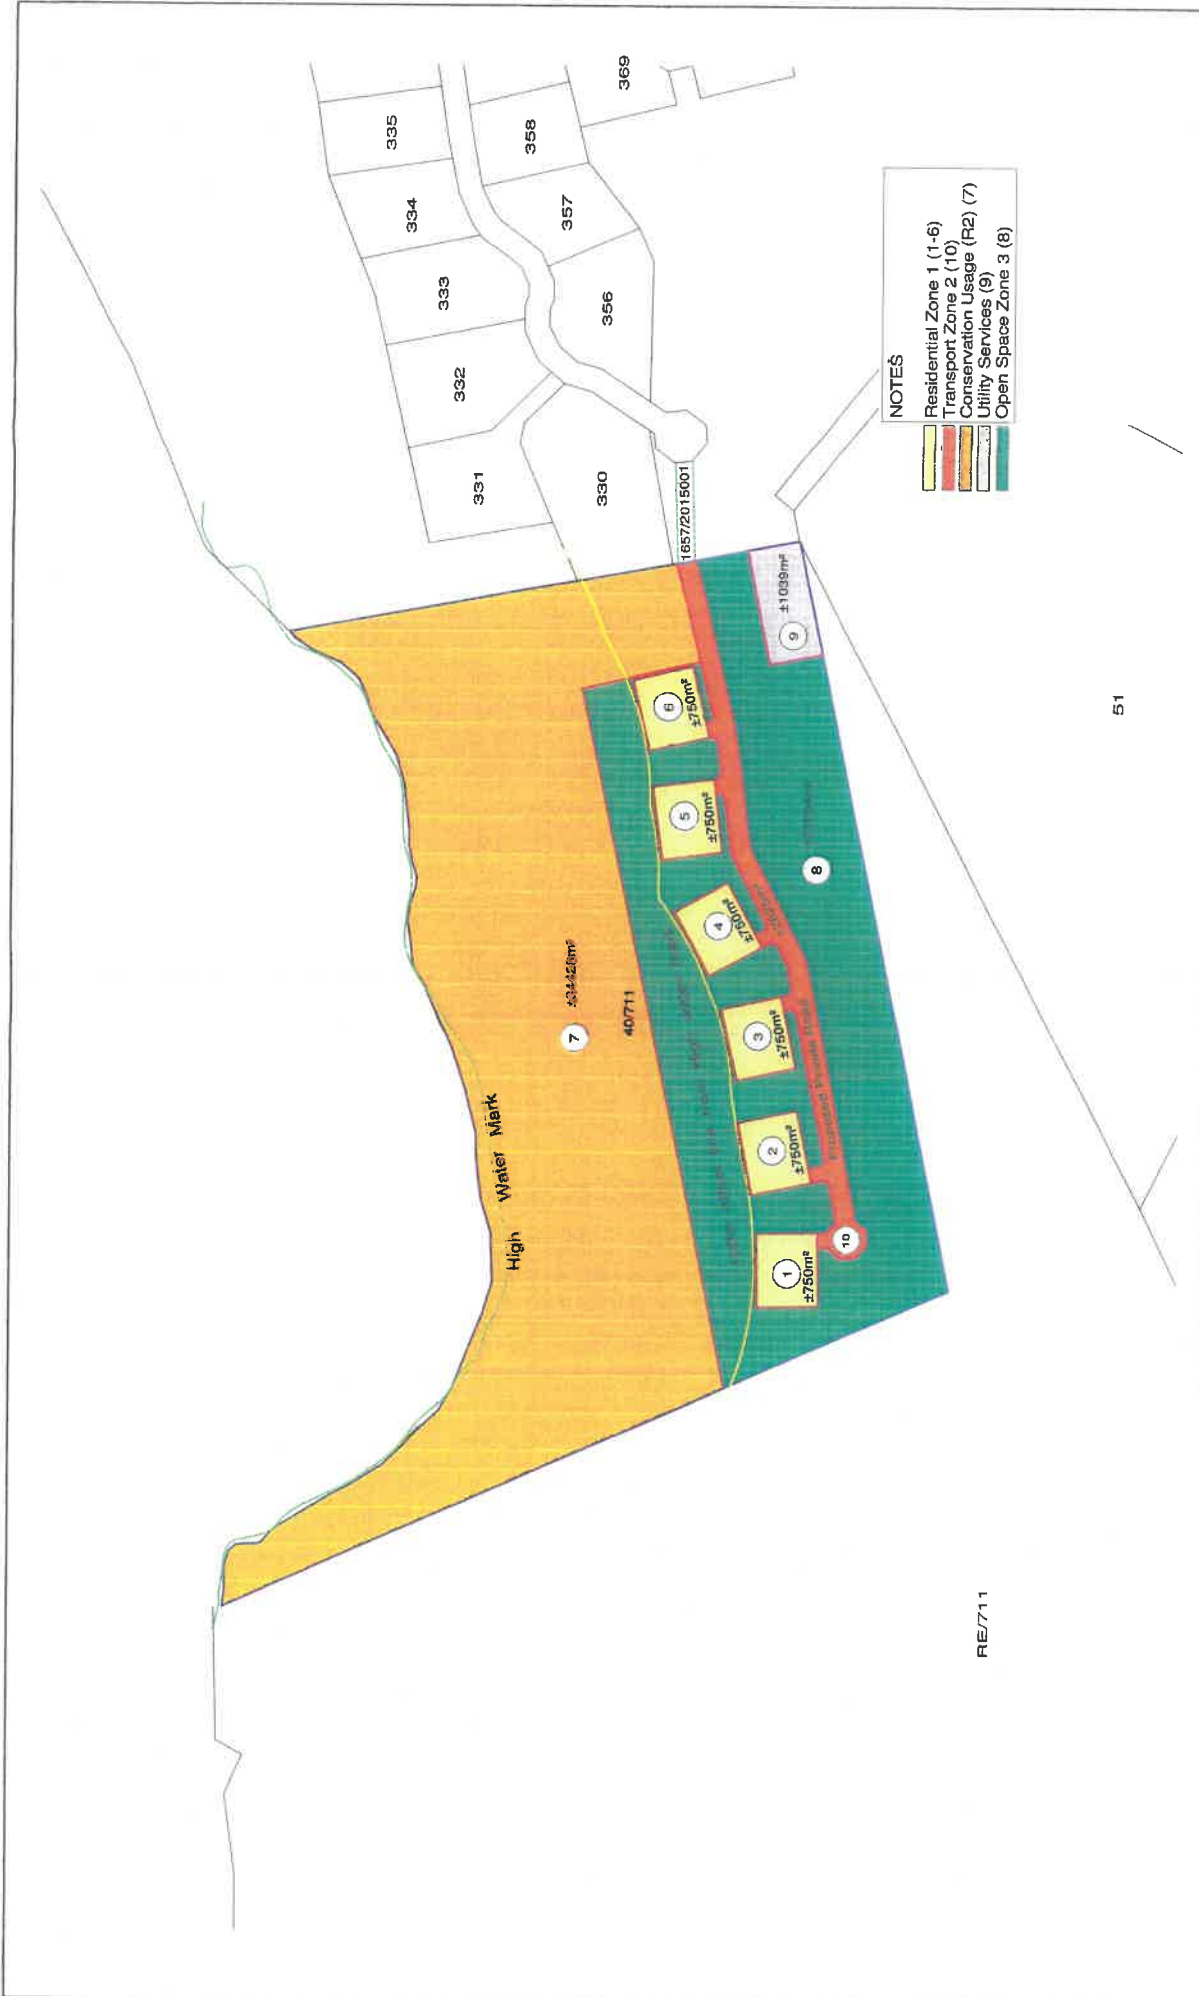 335
334
333
332
331
330
358
357
356
369
1657/2015001
NOTES
Residential Zone 1 (1-6)
Transport Zone 2 (10)
Conservation Usage (R2) (7)
Utility Services (9)
Open Space Zone 3 (8)
High Water Mark
7
40/711
6
±750m²
5
±750m²
4
±750m²
3
±750m²
2
±750m²
1
±750m²
10
Proposed Private Road
8
9
±1039m²
51
RE/711